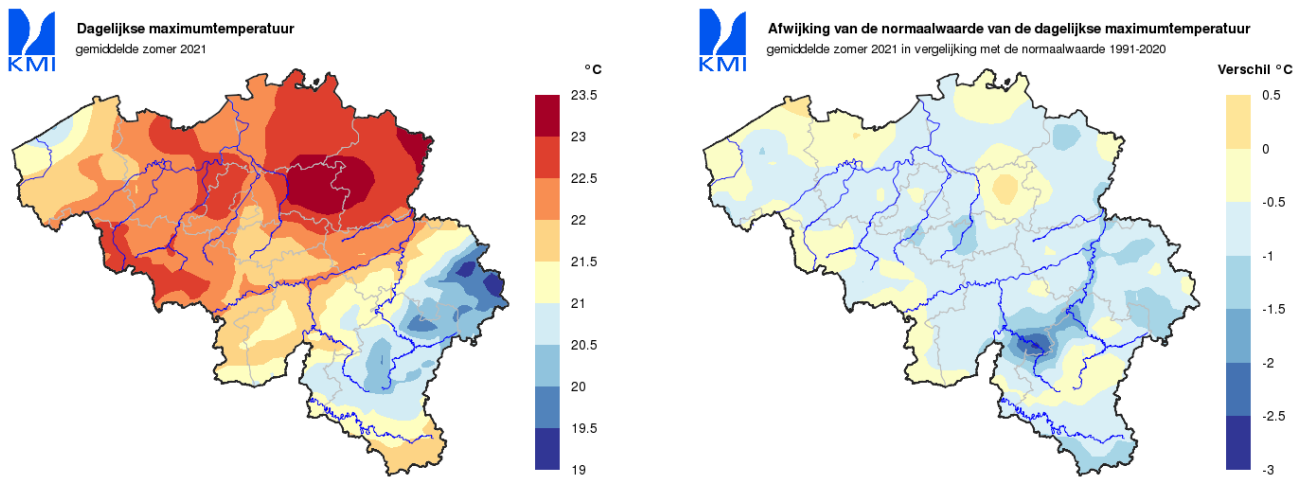 Dagelijkse maximumtemperatuur
gemiddelde zomer 2021
KMI
°C
23.5
23
22.5
22
21.5
21
20.5
20
19.5
19
Afwijking van de normaalwaarde van de dagelijkse maximumtemperatuur
gemiddelde zomer 2021 in vergelijking met de normaalwaarde 1991-2020
KMI
Verschil °C
0.5
0
-0.5
-1
-1.5
-2
-2.5
-3